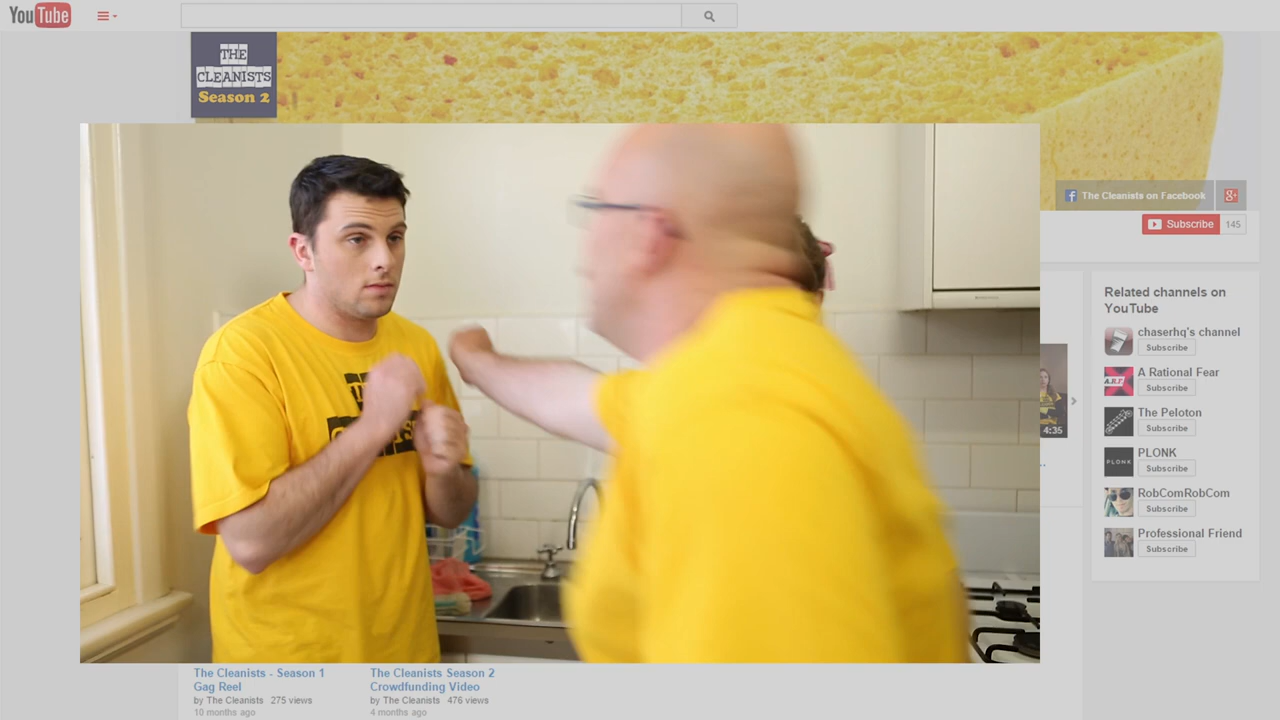 YouTube
THE
CLEANISTS
Season 2
The Cleanists on Facebook
Subscribe 145
Related channels on
YouTube
chaserhq's channel
Subscribe
A Rational Fear
A.R.F.
Subscribe
The Peloton
Subscribe
PLONK
PLONK
Subscribe
RobComRobCom
Subscribe
Professional Friend
Subscribe
4:35
The Cleanists - Season 1
Gag Reel
by The Cleanists 275 views
10 months ago
The Cleanists Season 2
Crowdfunding Video
by The Cleanists 476 views
4 months ago